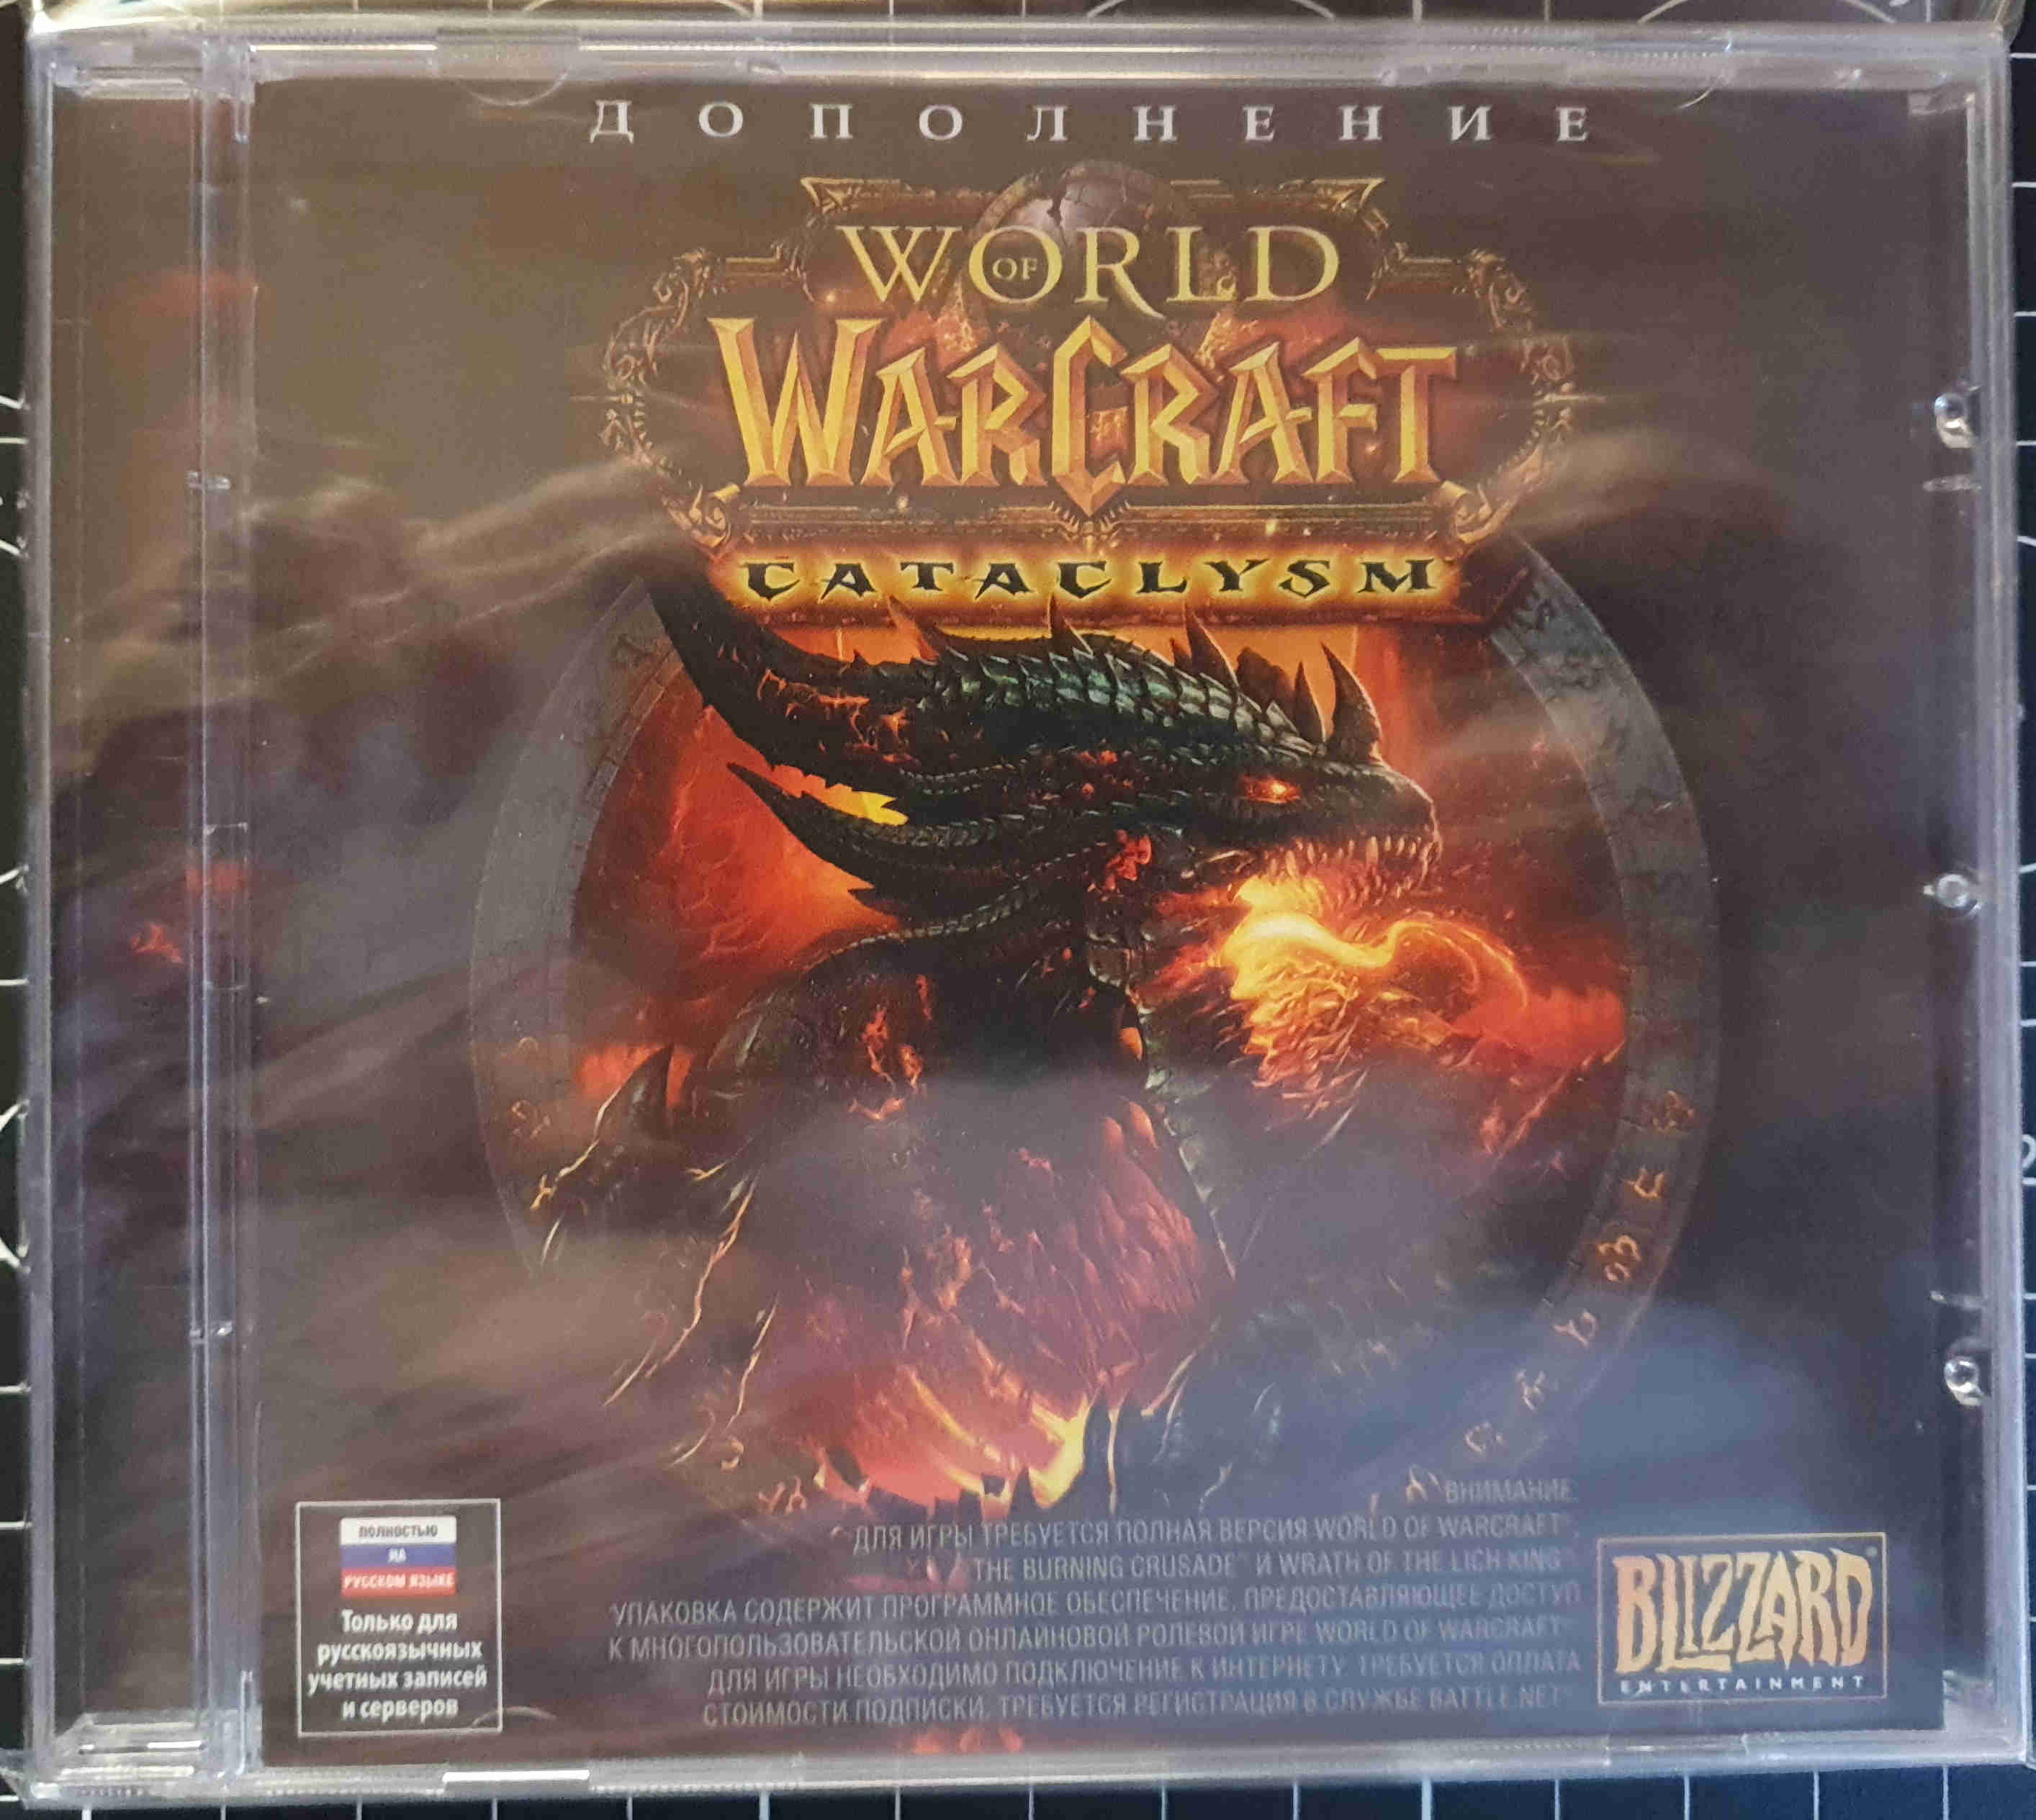 ДОПОЛНЕНИЕ
WORLD OF
WARCRAFT
CATACLYSM
ПОЛНОСТЬЮ
НА
РУССКОМ ЯЗЫКЕ
Только для
русскоязычных
учетных записей
и серверов
ВНИМАНИЕ:
ДЛЯ ИГРЫ ТРЕБУЕТСЯ ПОЛНАЯ ВЕРСИЯ WORLD OF WARCRAFT®,
THE BURNING CRUSADE® И WRATH OF THE LICH KING®.
*УПАКОВКА СОДЕРЖИТ ПРОГРАММНОЕ ОБЕСПЕЧЕНИЕ, ПРЕДОСТАВЛЯЮЩЕЕ ДОСТУП
К МНОГОПОЛЬЗОВАТЕЛЬСКОЙ ОНЛАЙНОВОЙ РОЛЕВОЙ ИГРЕ WORLD OF WARCRAFT®.
ДЛЯ ИГРЫ НЕОБХОДИМО ПОДКЛЮЧЕНИЕ К ИНТЕРНЕТУ. ТРЕБУЕТСЯ ОПЛАТА
СТОИМОСТИ ПОДПИСКИ. ТРЕБУЕТСЯ РЕГИСТРАЦИЯ В СЛУЖБЕ BATTLE.NET®.
BLIZZARD®
ENTERTAINMENT